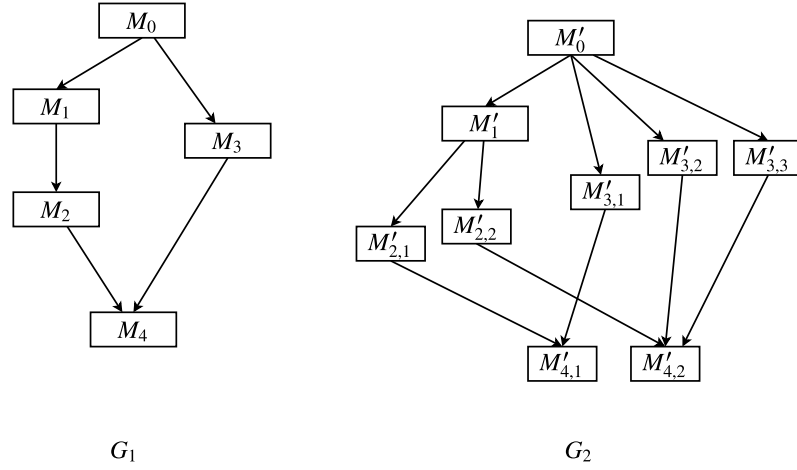 M₀
M₁
M₃
M₂
M₄
G₁
M′₀
M′₁
M′₃,₂
M′₃,₃
M′₃,₁
M′₂,₁
M′₂,₂
M′₄,₁
M′₄,₂
G₂